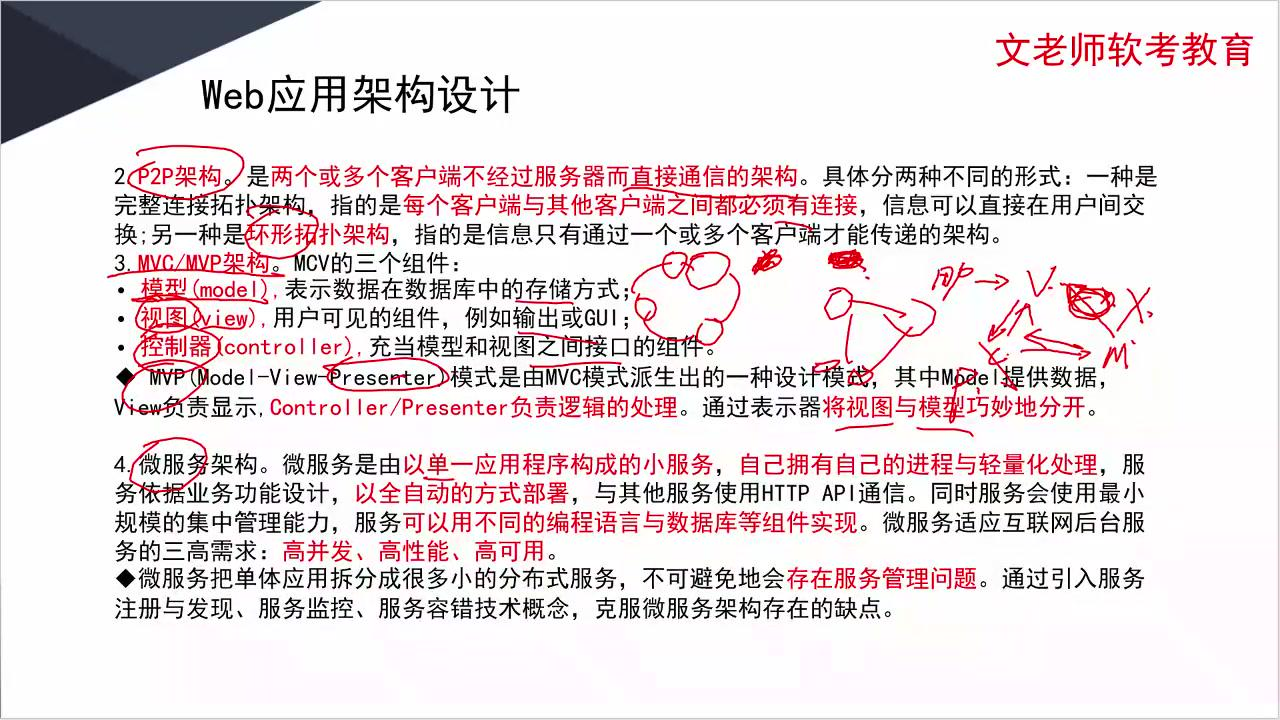 文老师软考教育
Web应用架构设计
2.P2P架构。是两个或多个客户端不经过服务器而直接通信的架构。具体分两种不同的形式：一种是
完整连接拓扑架构，指的是每个客户端与其他客户端之间都必须有连接，信息可以直接在用户间交
换;另一种是环形拓扑架构，指的是信息只有通过一个或多个客户端才能传递的架构。
3.MVC/MVP架构。MCV的三个组件：
• 模型(model),表示数据在数据库中的存储方式；
• 视图(view),用户可见的组件，例如输出或GUI；
• 控制器(controller),充当模型和视图之间接口的组件。
◆ MVP(Model-View-Presenter)模式是由MVC模式派生出的一种设计模式，其中Model提供数据，
View负责显示,Controller/Presenter负责逻辑的处理。通过表示器将视图与模型巧妙地分开。
用户 → V.
X.
C. M.
P.
4.微服务架构。微服务是由以单一应用程序构成的小服务，自己拥有自己的进程与轻量化处理，服
务依据业务功能设计，以全自动的方式部署，与其他服务使用HTTP API通信。同时服务会使用最小
规模的集中管理能力，服务可以用不同的编程语言与数据库等组件实现。微服务适应互联网后台服
务的三高需求：高并发、高性能、高可用。
◆微服务把单体应用拆分成很多小的分布式服务，不可避免地会存在服务管理问题。通过引入服务
注册与发现、服务监控、服务容错技术概念，克服微服务架构存在的缺点。